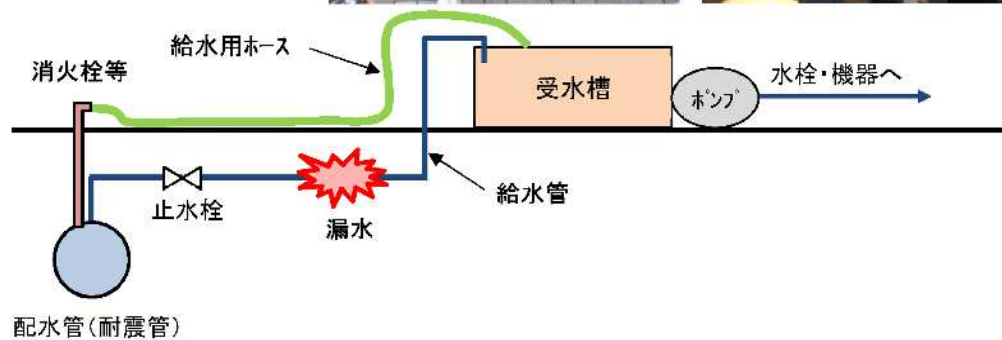 給水用ホース
消火栓等
受水槽
ポンプ
水栓・機器へ
止水栓
漏水
給水管
配水管(耐震管)